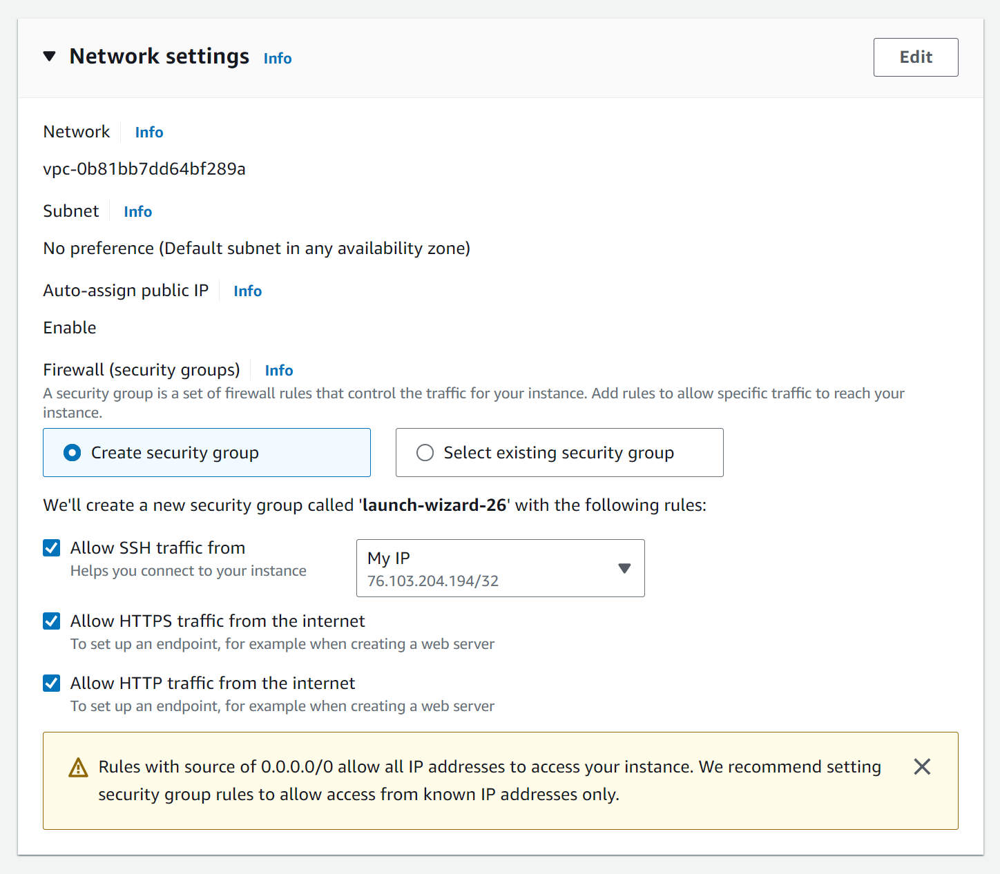 Network settings Info Edit
Network Info
vpc-0b81bb7dd64bf289a
Subnet Info
No preference (Default subnet in any availability zone)
Auto-assign public IP Info
Enable
Firewall (security groups) Info
A security group is a set of firewall rules that control the traffic for your instance. Add rules to allow specific traffic to reach your
instance.
Create security group Select existing security group
We'll create a new security group called 'launch-wizard-26' with the following rules:
Allow SSH traffic from
Helps you connect to your instance
My IP
76.103.204.194/32
Allow HTTPS traffic from the internet
To set up an endpoint, for example when creating a web server
Allow HTTP traffic from the internet
To set up an endpoint, for example when creating a web server
Rules with source of 0.0.0.0/0 allow all IP addresses to access your instance. We recommend setting
security group rules to allow access from known IP addresses only.